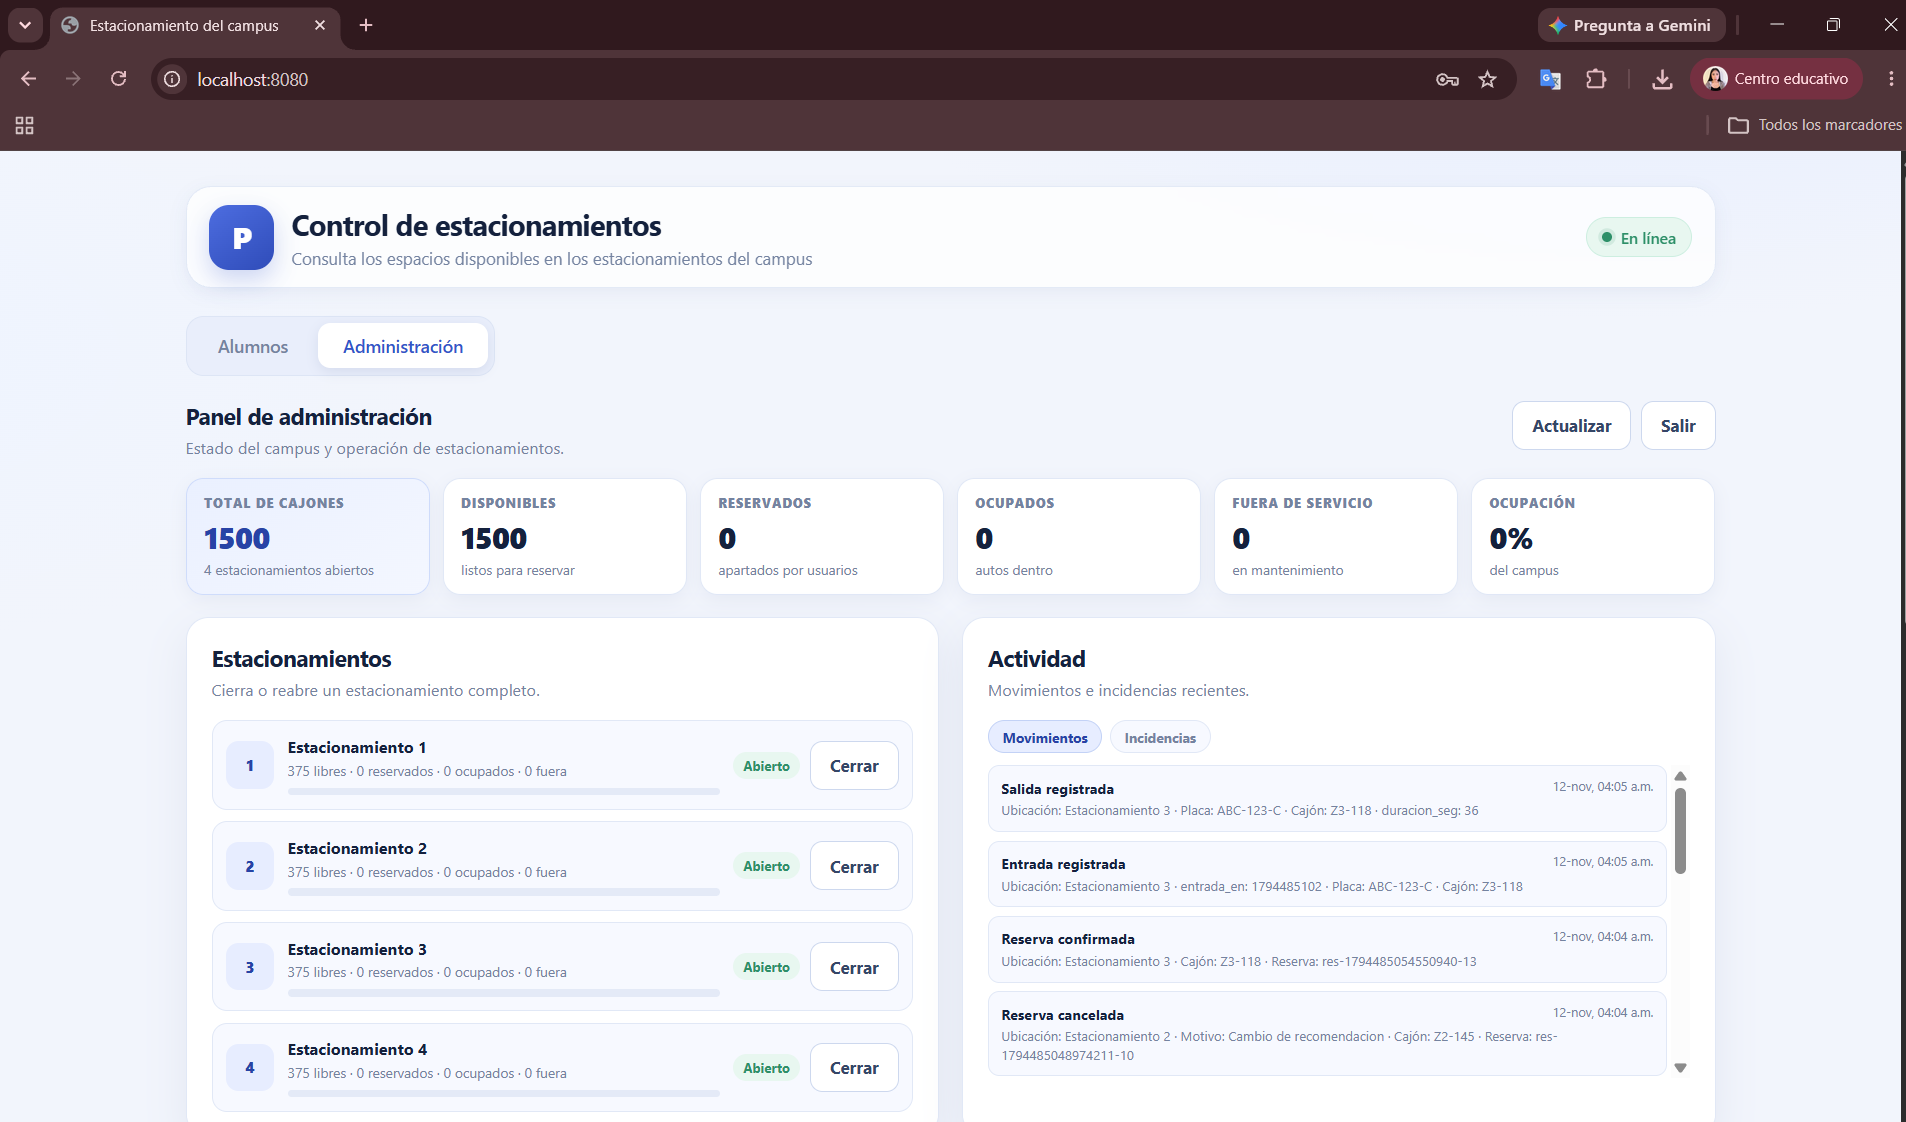 Estacionamiento del campus
Pregunta a Gemini
localhost:8080
Centro educativo
Todos los marcadores
P
Control de estacionamientos
Consulta los espacios disponibles en los estacionamientos del campus
En línea
Alumnos
Administración
Panel de administración
Estado del campus y operación de estacionamientos.
Actualizar
Salir
TOTAL DE CAJONES
1500
4 estacionamientos abiertos
DISPONIBLES
1500
listos para reservar
RESERVADOS
0
apartados por usuarios
OCUPADOS
0
autos dentro
FUERA DE SERVICIO
0
en mantenimiento
OCUPACIÓN
0%
del campus
Estacionamientos
Cierra o reabre un estacionamiento completo.
1
Estacionamiento 1
375 libres · 0 reservados · 0 ocupados · 0 fuera
Abierto
Cerrar
2
Estacionamiento 2
375 libres · 0 reservados · 0 ocupados · 0 fuera
Abierto
Cerrar
3
Estacionamiento 3
375 libres · 0 reservados · 0 ocupados · 0 fuera
Abierto
Cerrar
4
Estacionamiento 4
375 libres · 0 reservados · 0 ocupados · 0 fuera
Abierto
Cerrar
Actividad
Movimientos e incidencias recientes.
Movimientos
Incidencias
Salida registrada
12-nov, 04:05 a.m.
Ubicación: Estacionamiento 3 · Placa: ABC-123-C · Cajón: Z3-118 · duracion_seg: 36
Entrada registrada
12-nov, 04:05 a.m.
Ubicación: Estacionamiento 3 · entrada_en: 1794485102 · Placa: ABC-123-C · Cajón: Z3-118
Reserva confirmada
12-nov, 04:04 a.m.
Ubicación: Estacionamiento 3 · Cajón: Z3-118 · Reserva: res-1794485054550940-13
Reserva cancelada
12-nov, 04:04 a.m.
Ubicación: Estacionamiento 2 · Motivo: Cambio de recomendacion · Cajón: Z2-145 · Reserva: res-
1794485048974211-10